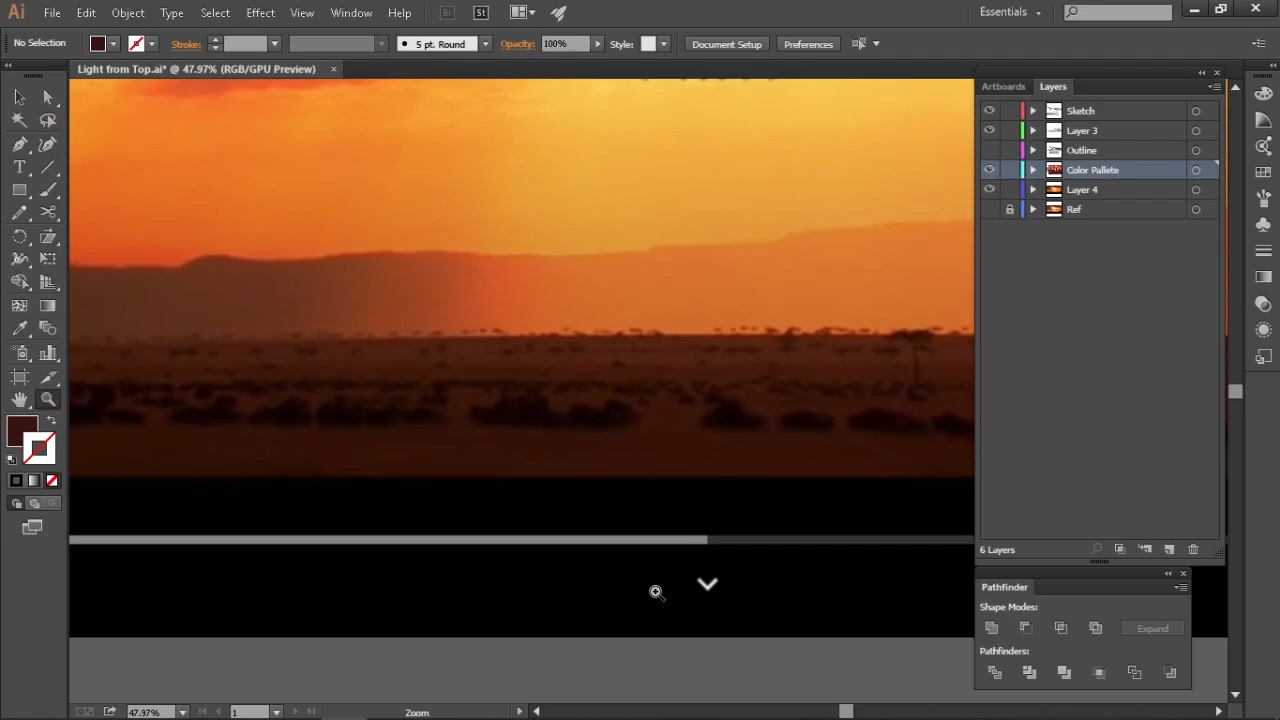 Ai File Edit Object Type Select Effect View Window Help Br St Essentials
No Selection Stroke: 5 pt. Round Opacity: 100% Style: Document Setup Preferences
Light from Top.ai* @ 47.97% (RGB/GPU Preview) ×
Artboards Layers
Sketch
Layer 3
Outline
Color Pallete
Layer 4
Ref
6 Layers
Pathfinder
Shape Modes:
Expand
Pathfinders:
47.97% 1 Zoom